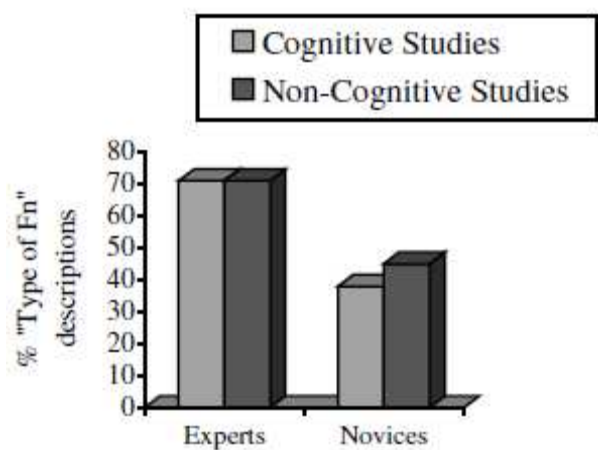 Cognitive Studies
Non-Cognitive Studies
% "Type of Fn"
descriptions
80
70
60
50
40
30
20
10
0
Experts Novices